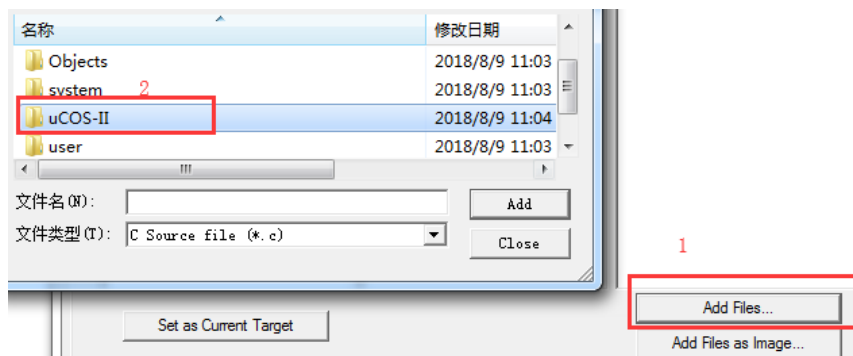 名称 修改日期
Objects 2018/8/9 11:03
system 2 2018/8/9 11:03
uCOS-II 2018/8/9 11:04
user 2018/8/9 11:03
文件名(N):
Add
文件类型(T): C Source file (*.c)
Close
1
Add Files...
Set as Current Target
Add Files as Image...